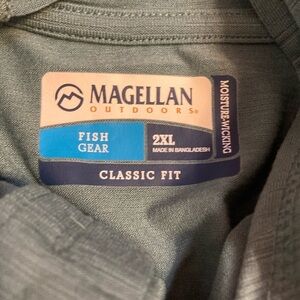 MAGELLAN
OUTDOORS
FISH
GEAR
2XL
MADE IN BANGLADESH
MOISTURE-WICKING
CLASSIC FIT